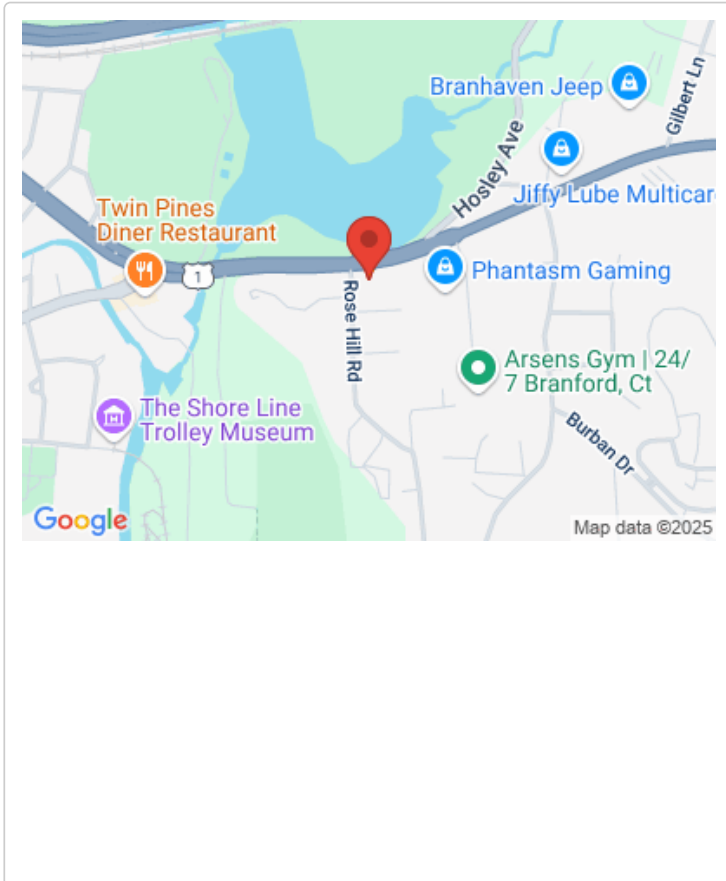 Branhaven Jeep
Gilbert Ln
Hosley Ave
Jiffy Lube Multicar
Twin Pines
Diner Restaurant
1
Phantasm Gaming
Rose Hill Rd
Arsens Gym | 24/
7 Branford, Ct
The Shore Line
Trolley Museum
Burban Dr
Google
Map data ©2025